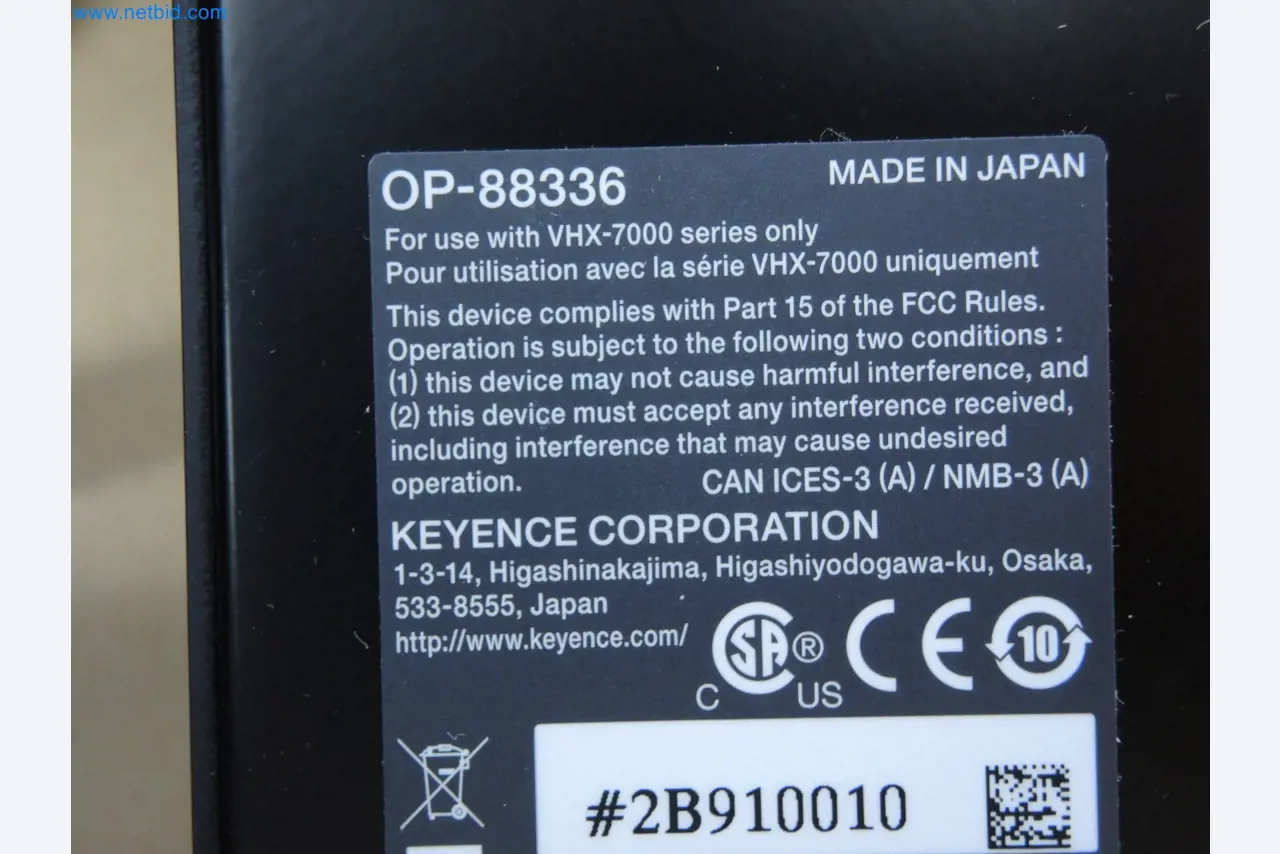 www.netbid.com
OP-88336
MADE IN JAPAN
For use with VHX-7000 series only
Pour utilisation avec la série VHX-7000 uniquement
This device complies with Part 15 of the FCC Rules.
Operation is subject to the following two conditions :
(1) this device may not cause harmful interference, and
(2) this device must accept any interference received,
including interference that may cause undesired
operation.
CAN ICES-3 (A) / NMB-3 (A)
KEYENCE CORPORATION
1-3-14, Higashinakajima, Higashiyodogawa-ku, Osaka,
533-8555, Japan
http://www.keyence.com/
C SA ® US CE 10
#2B910010